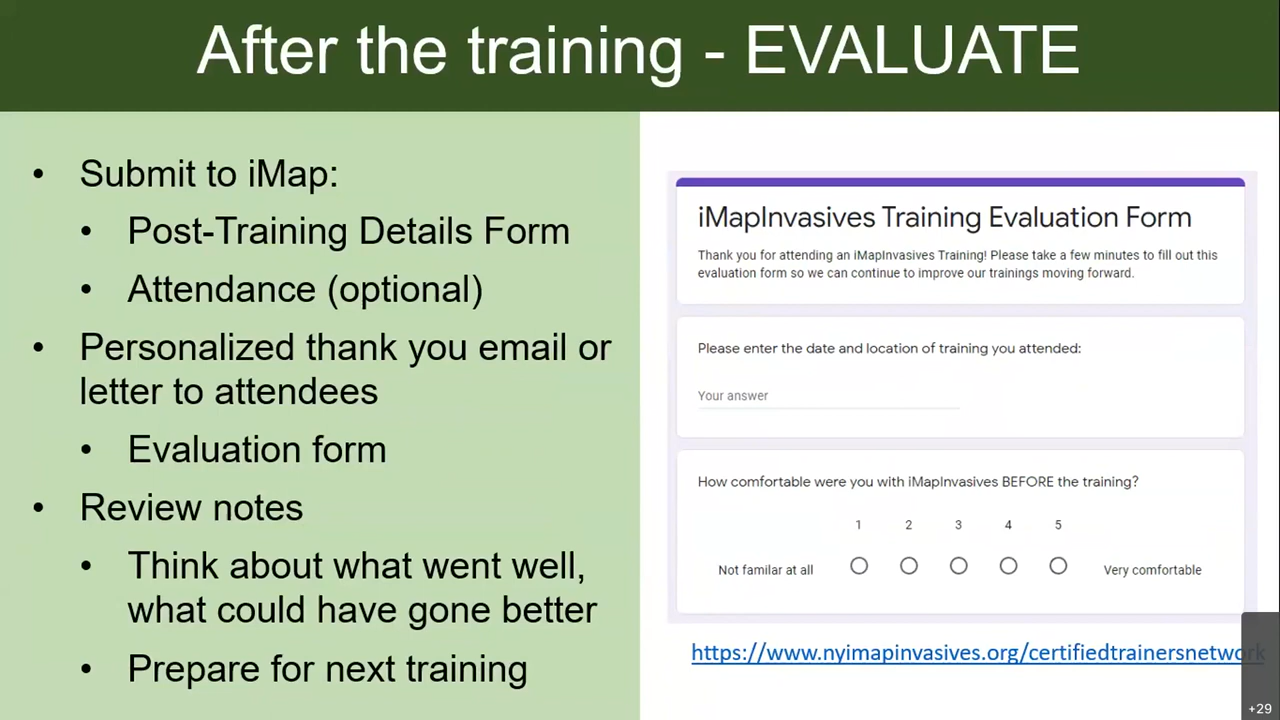 After the training - EVALUATE
• Submit to iMap:
• Post-Training Details Form
• Attendance (optional)
• Personalized thank you email or
letter to attendees
• Evaluation form
• Review notes
• Think about what went well,
what could have gone better
• Prepare for next training
iMapInvasives Training Evaluation Form
Thank you for attending an iMapInvasives Training! Please take a few minutes to fill out this
evaluation form so we can continue to improve our trainings moving forward.
Please enter the date and location of training you attended:
Your answer
How comfortable were you with iMapInvasives BEFORE the training?
1 2 3 4 5
Not familar at all Very comfortable
https://www.nyimapinvasives.org/certifiedtrainersnetwork
+29